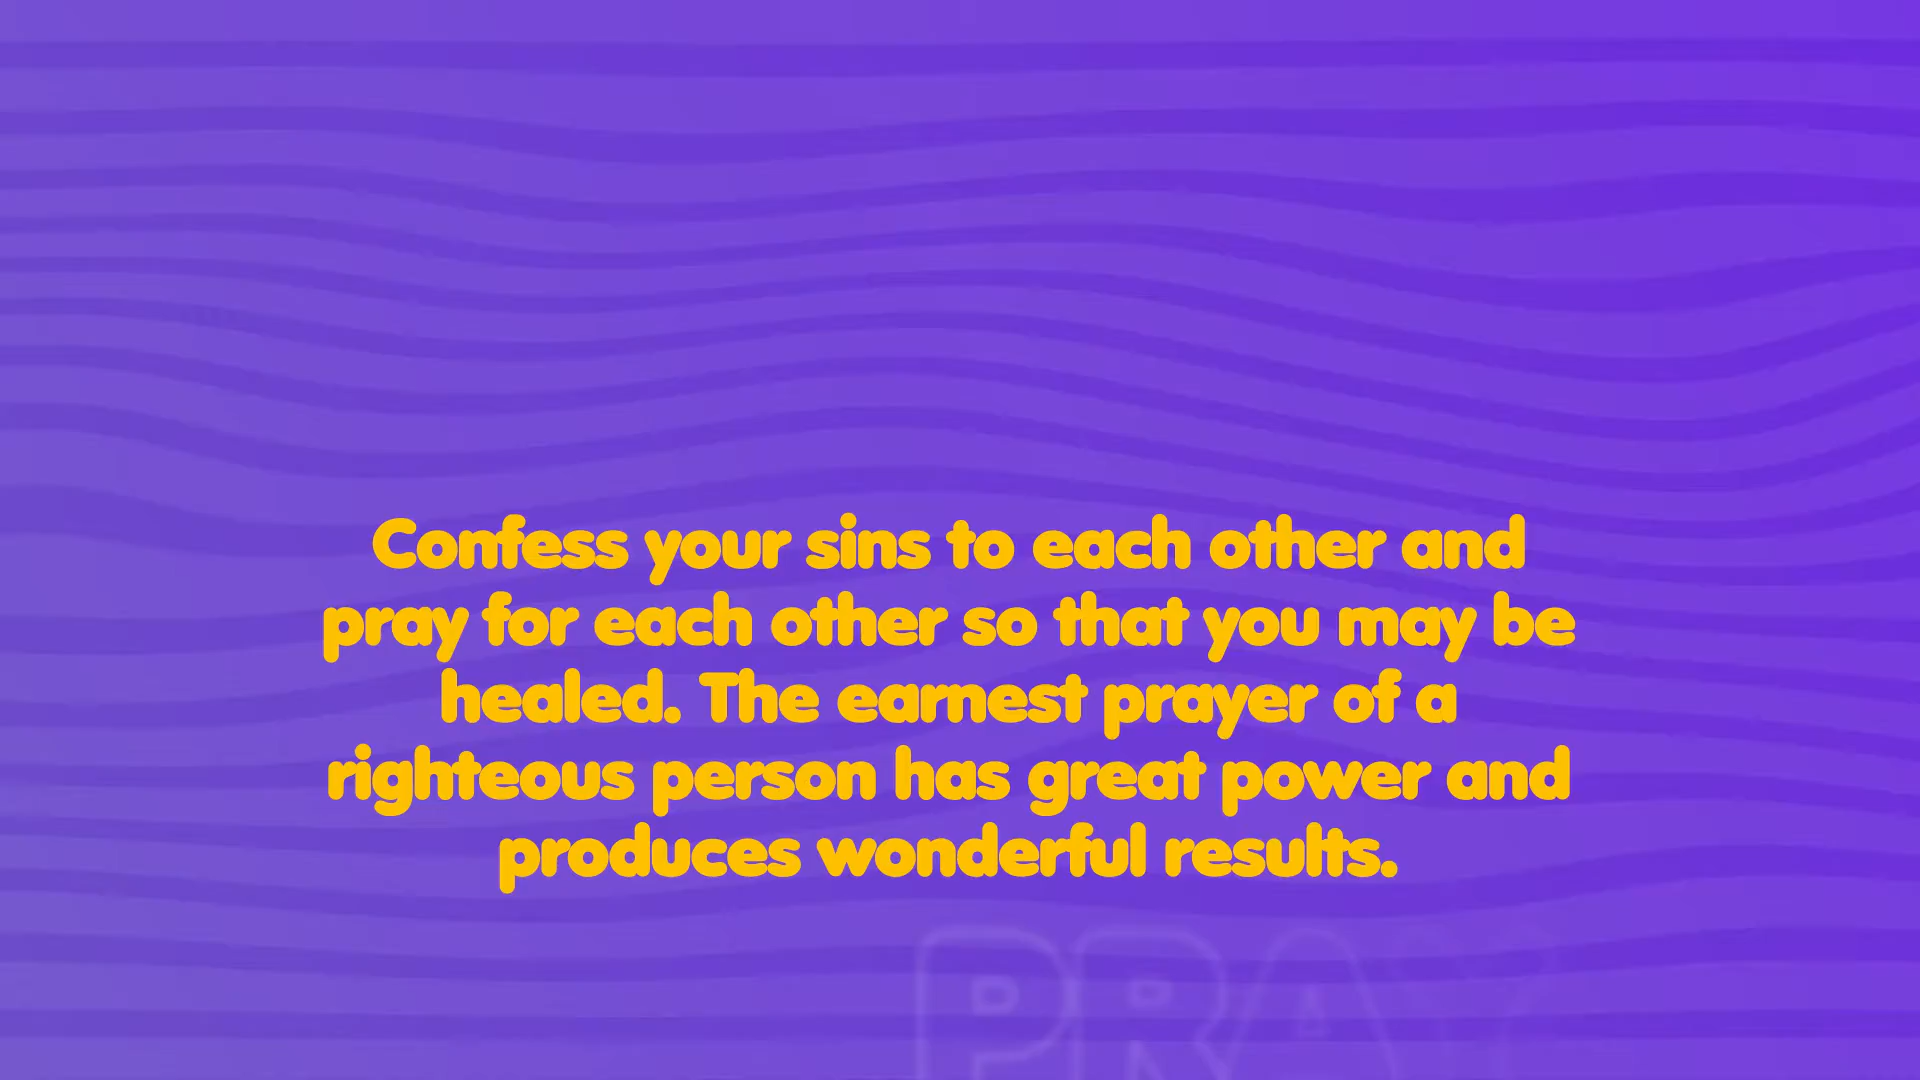 Confess your sins to each other and
pray for each other so that you may be
healed. The earnest prayer of a
righteous person has great power and
produces wonderful results.
PRAY